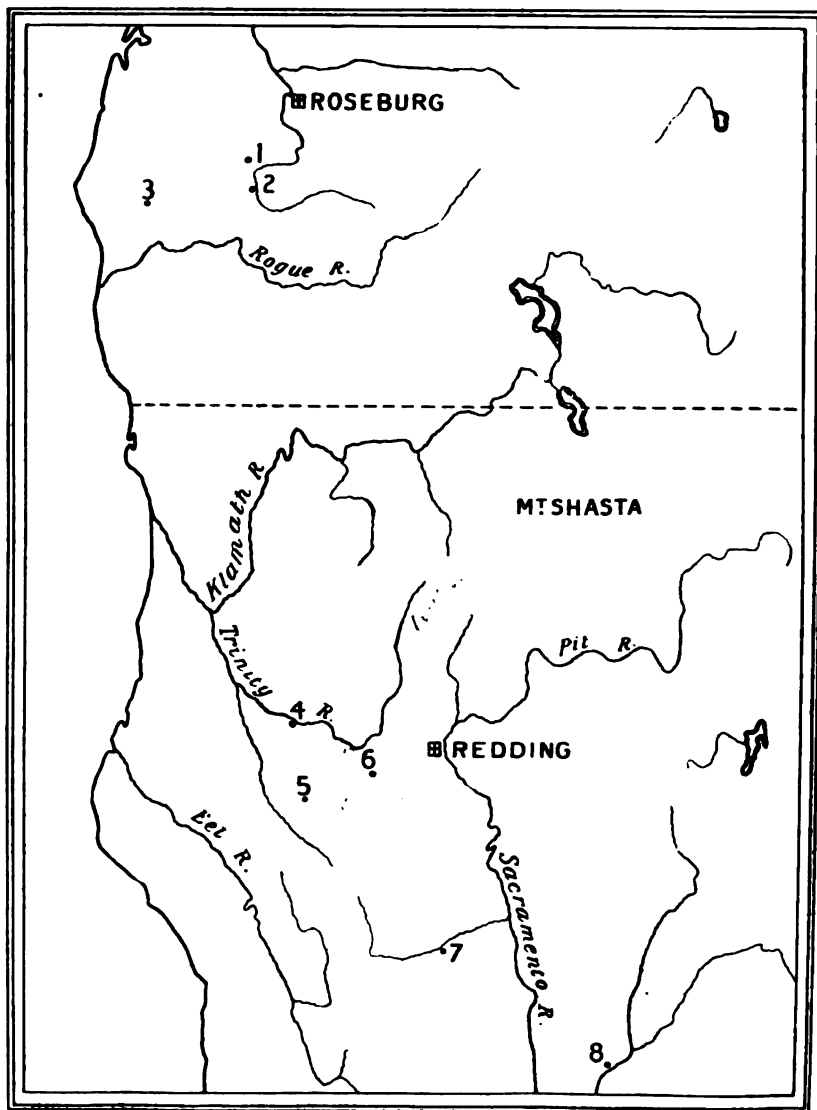 ROSEBURG
1
2
3
Rogue R.
Klamath R
MT SHASTA
Trinity R.
Pit R.
4
REDDING
6
5
Eel R.
Sacramento R.
7
8